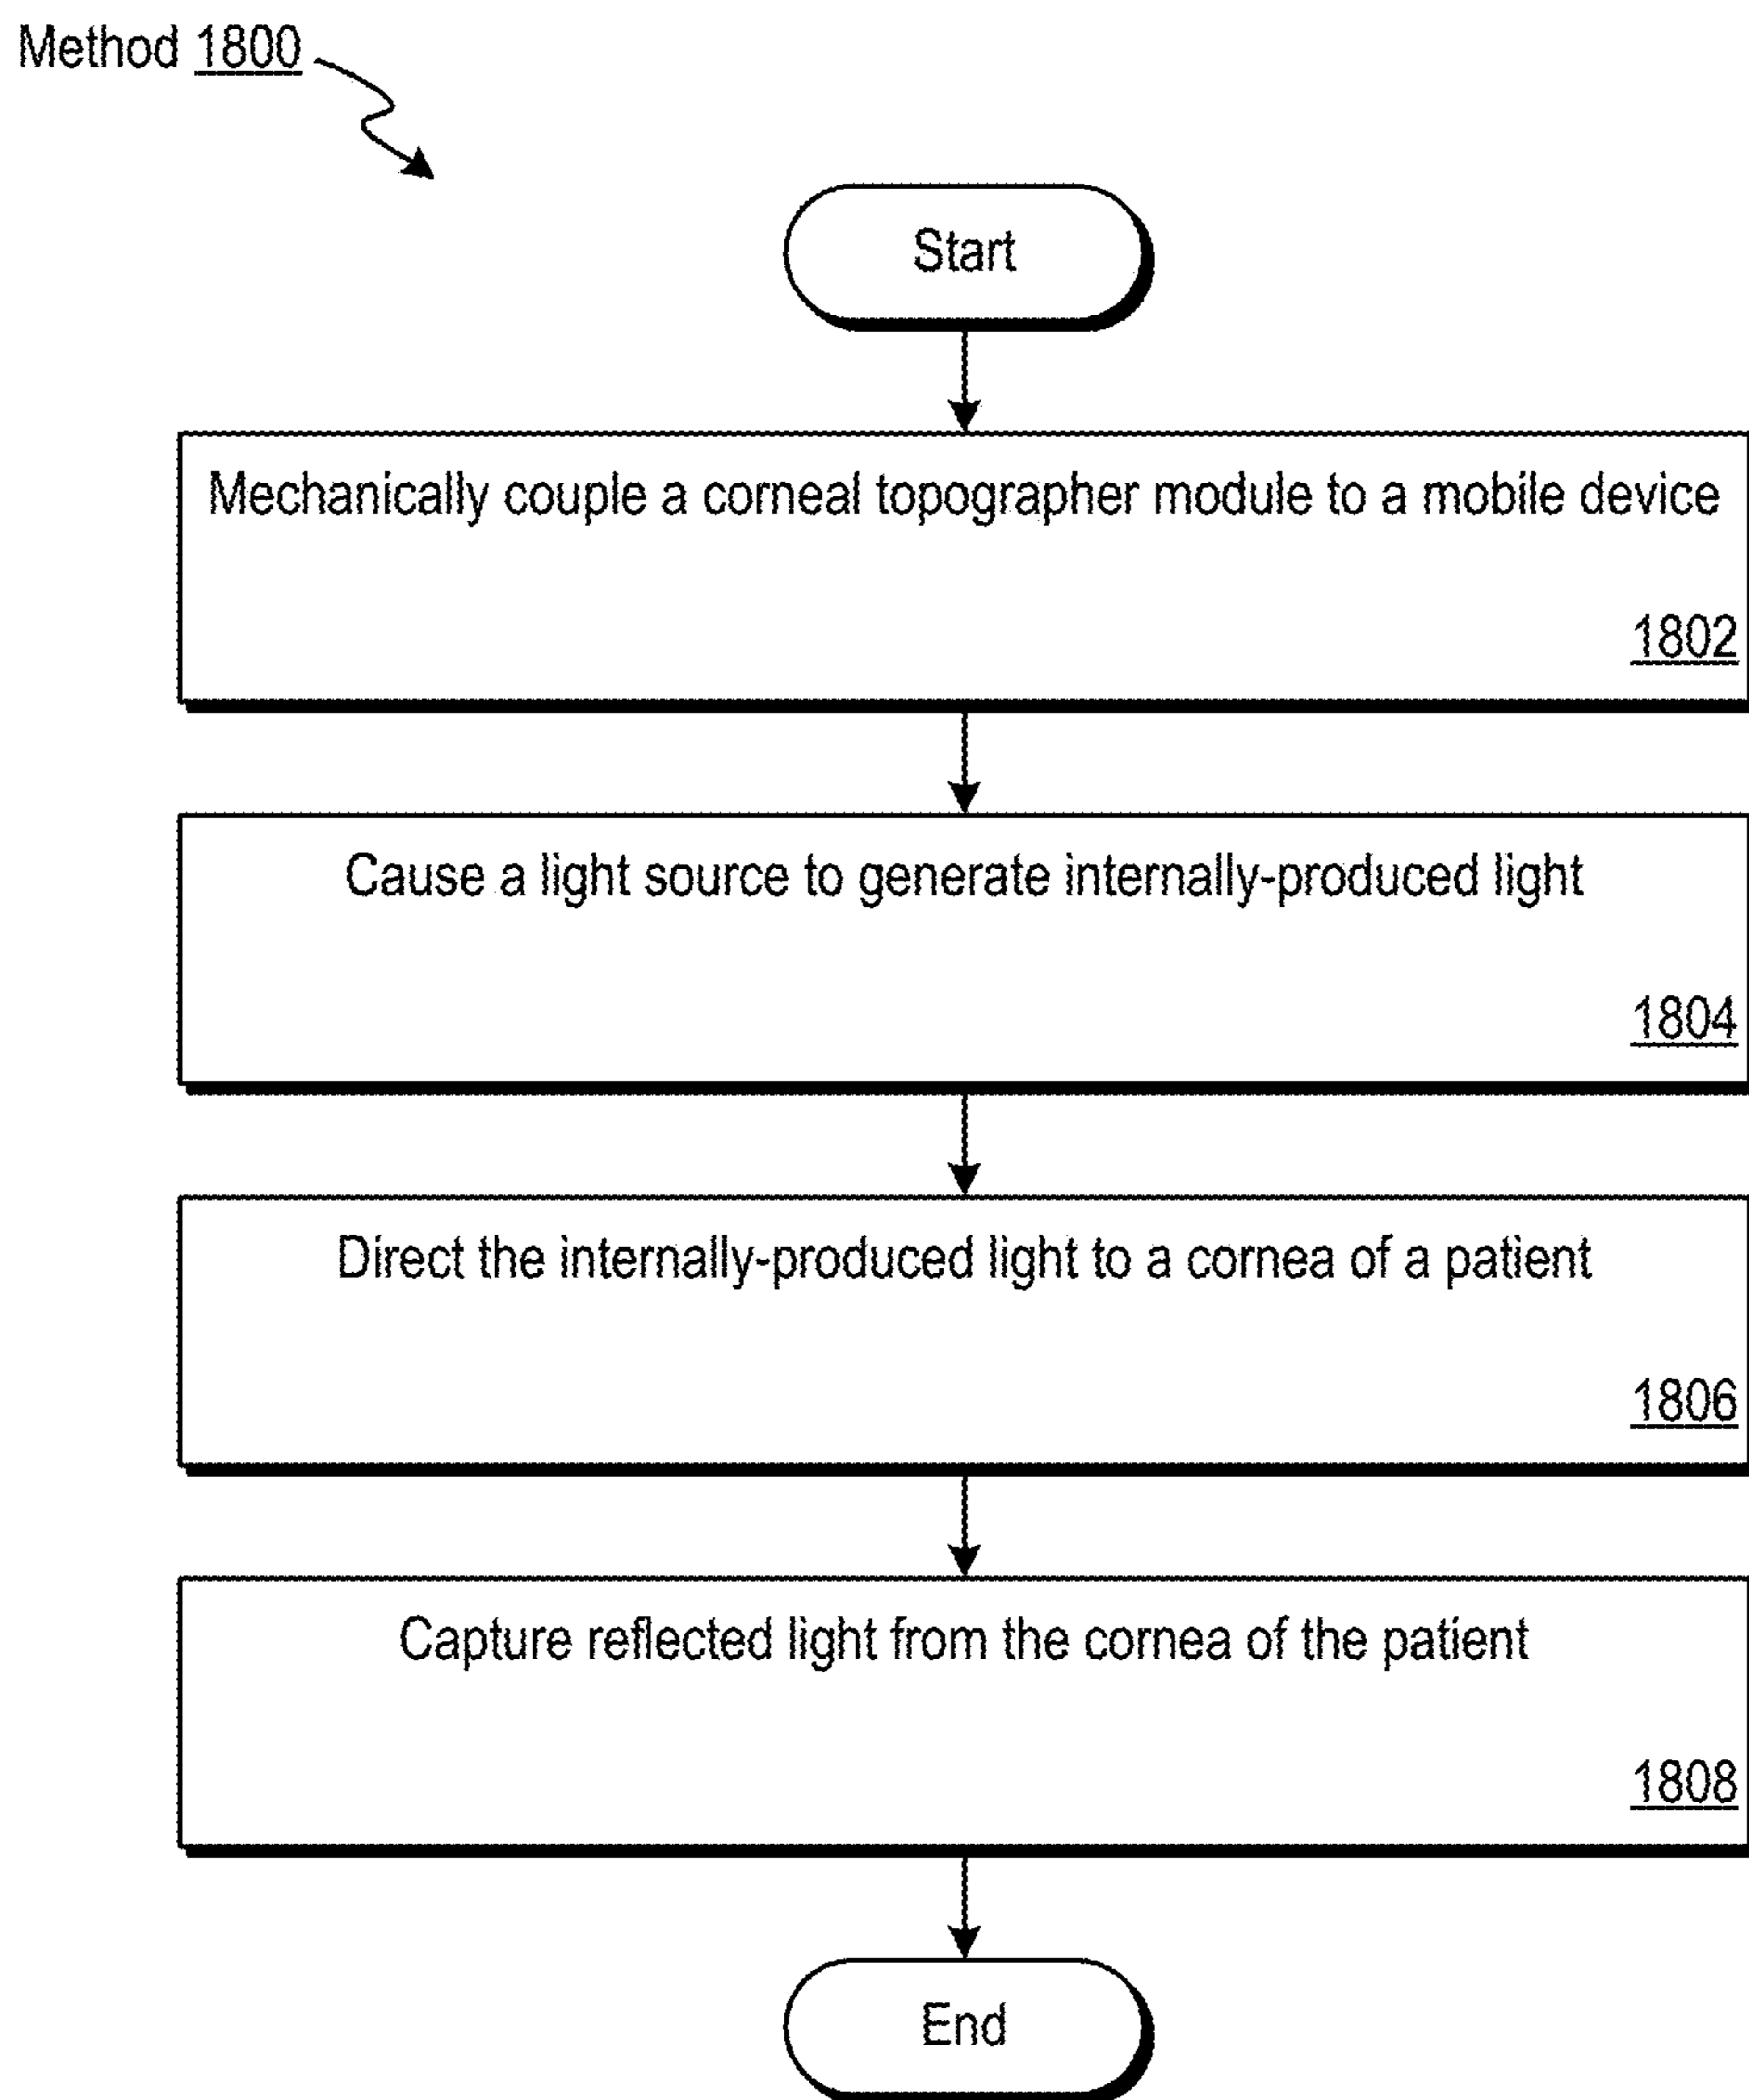 Method 1800
Start
Mechanically couple a corneal topographer module to a mobile device
1802
Cause a light source to generate internally-produced light
1804
Direct the internally-produced light to a cornea of a patient
1806
Capture reflected light from the cornea of the patient
1808
End